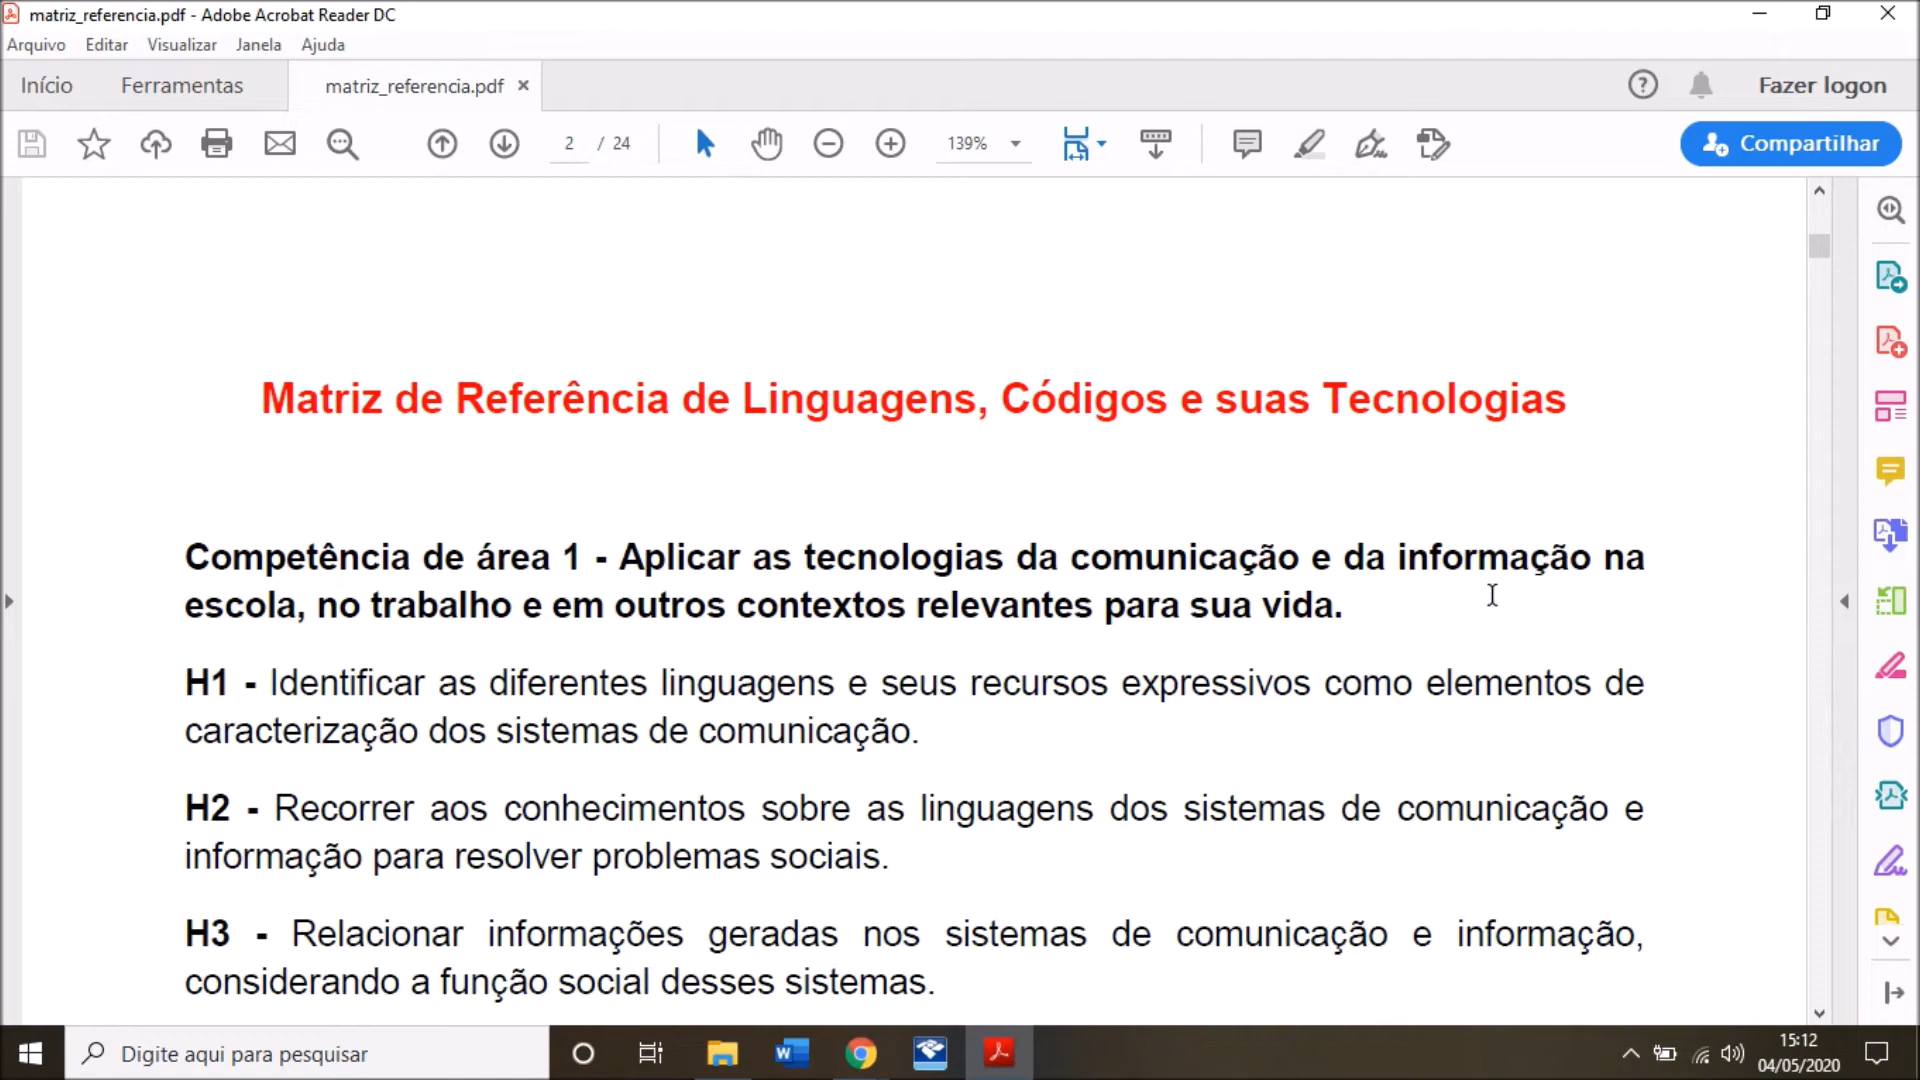 matriz_referencia.pdf - Adobe Acrobat Reader DC
Arquivo Editar Visualizar Janela Ajuda
Início Ferramentas matriz_referencia.pdf Fazer logon
2 / 24 139% Compartilhar
Matriz de Referência de Linguagens, Códigos e suas Tecnologias
Competência de área 1 - Aplicar as tecnologias da comunicação e da informação na
escola, no trabalho e em outros contextos relevantes para sua vida.
H1 - Identificar as diferentes linguagens e seus recursos expressivos como elementos de
caracterização dos sistemas de comunicação.
H2 - Recorrer aos conhecimentos sobre as linguagens dos sistemas de comunicação e
informação para resolver problemas sociais.
H3 - Relacionar informações geradas nos sistemas de comunicação e informação,
considerando a função social desses sistemas.
Digite aqui para pesquisar
15:12
04/05/2020